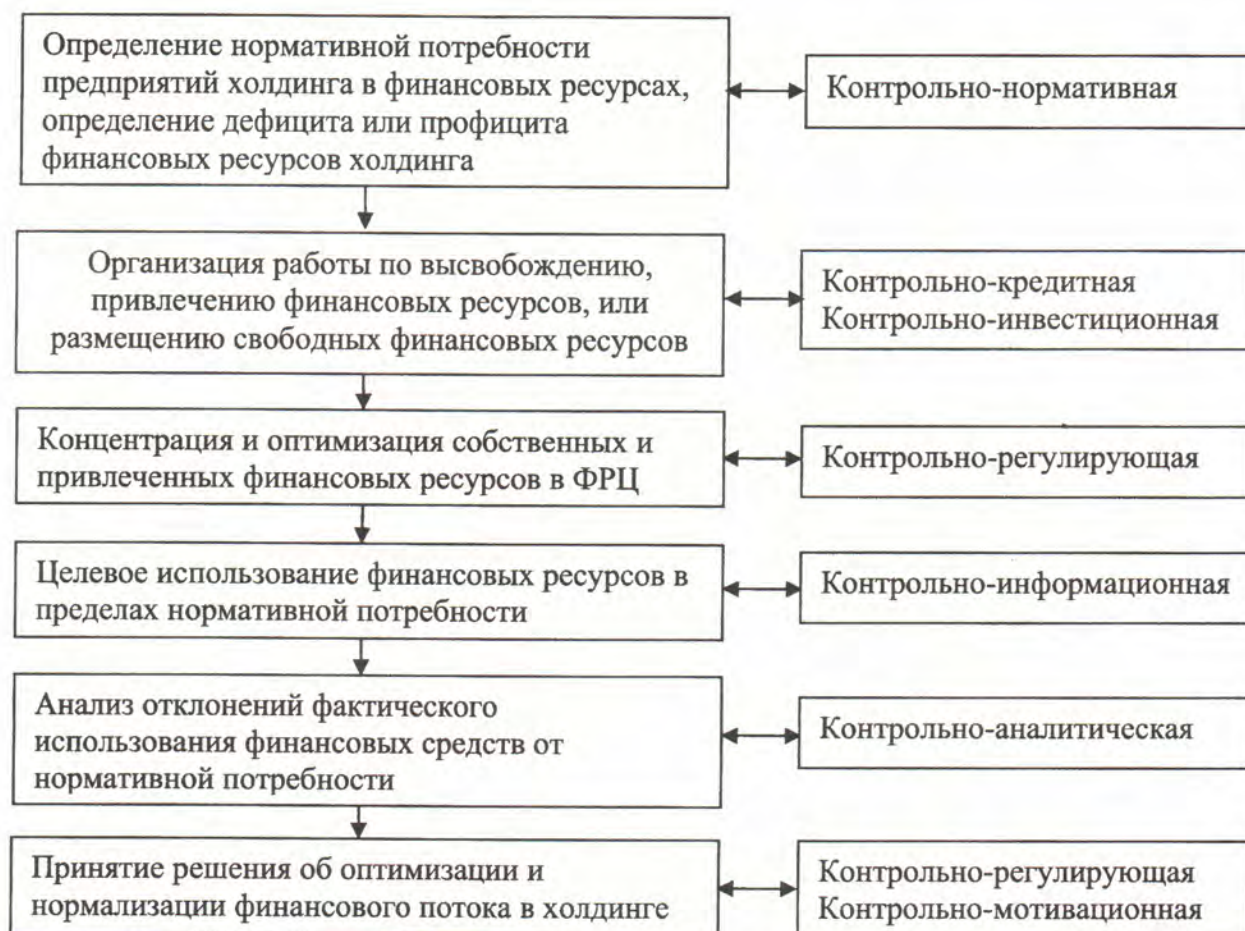 Определение нормативной потребности
предприятий холдинга в финансовых ресурсах,
определение дефицита или профицита
финансовых ресурсов холдинга
Контрольно-нормативная
Организация работы по высвобождению,
привлечению финансовых ресурсов, или
размещению свободных финансовых ресурсов
Контрольно-кредитная
Контрольно-инвестиционная
Концентрация и оптимизация собственных и
привлеченных финансовых ресурсов в ФРЦ
Контрольно-регулирующая
Целевое использование финансовых ресурсов в
пределах нормативной потребности
Контрольно-информационная
Анализ отклонений фактического
использования финансовых средств от
нормативной потребности
Контрольно-аналитическая
Принятие решения об оптимизации и
нормализации финансового потока в холдинге
Контрольно-регулирующая
Контрольно-мотивационная